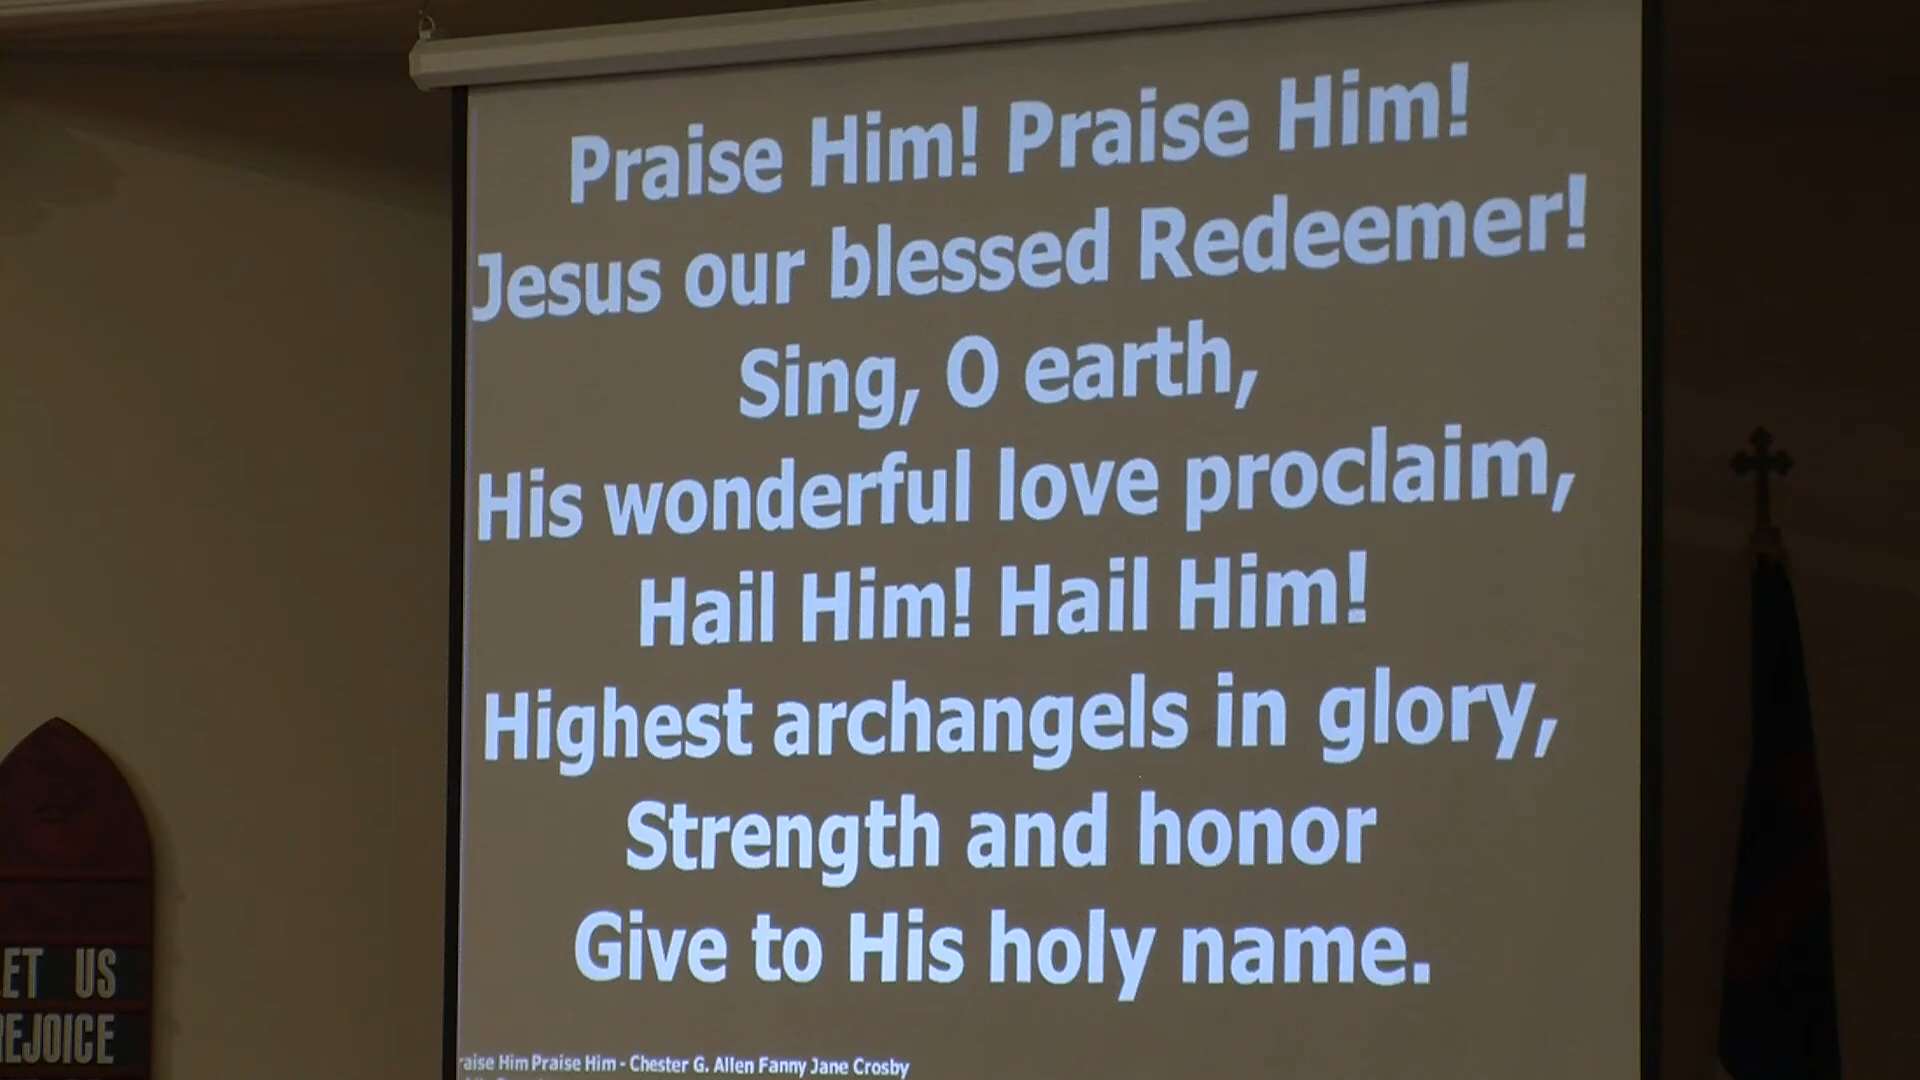 Praise Him! Praise Him!
Jesus our blessed Redeemer!
Sing, O earth,
His wonderful love proclaim,
Hail Him! Hail Him!
Highest archangels in glory,
Strength and honor
Give to His holy name.
raise Him Praise Him - Chester G. Allen Fanny Jane Crosby
ET US
REJOICE